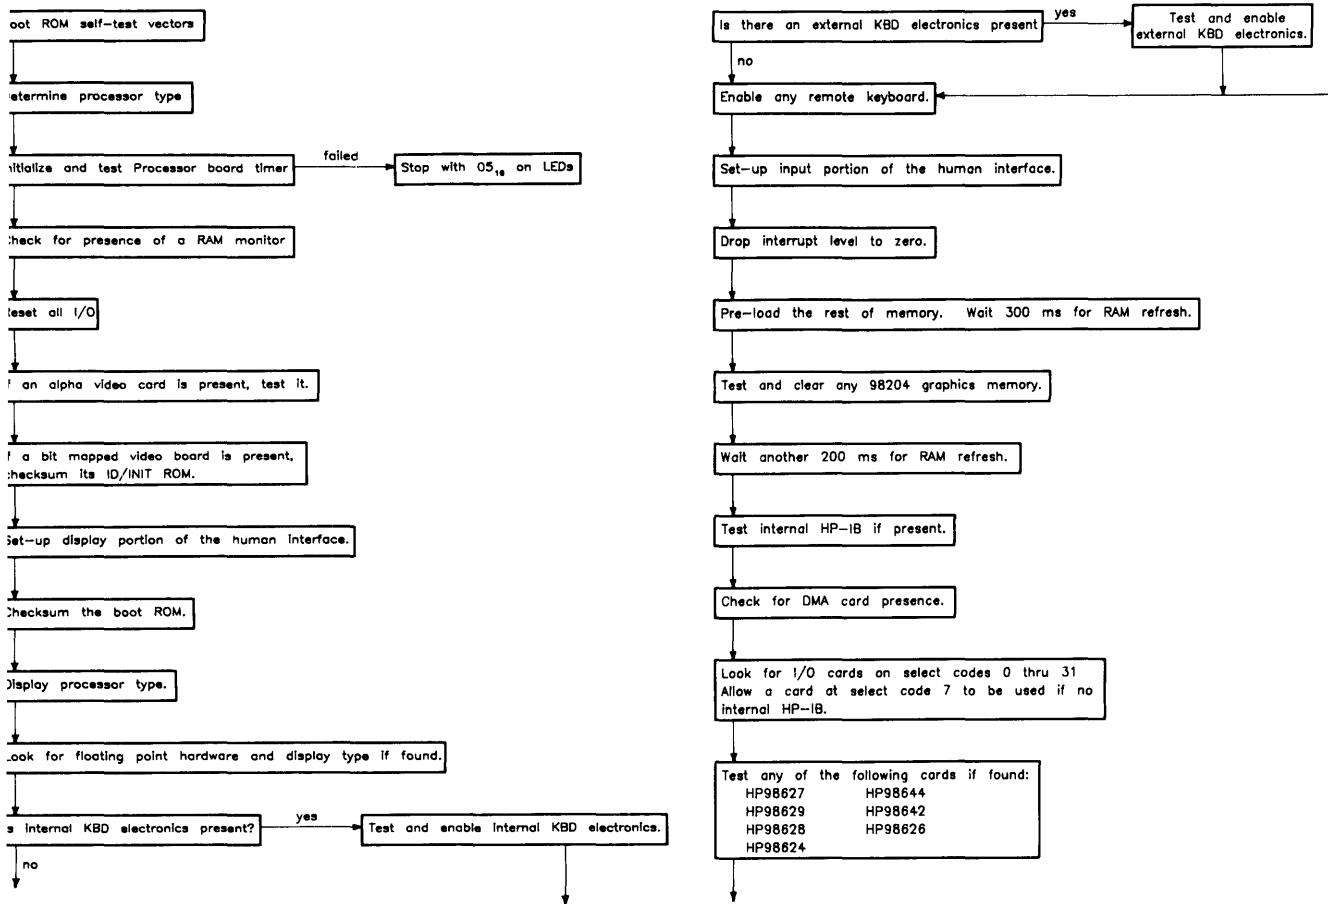 oot ROM self-test vectors
etermine processor type
nitialize and test Processor board timer
failed
Stop with 05₁₆ on LEDs
Check for presence of a RAM monitor
Reset all I/O
f an alpha video card is present, test it.
f a bit mapped video board is present,
checksum its ID/INIT ROM.
Set-up display portion of the human interface.
Checksum the boot ROM.
Display processor type.
Look for floating point hardware and display type if found.
s internal KBD electronics present?
yes
Test and enable internal KBD electronics.
no
Is there an external KBD electronics present
yes
Test and enable
external KBD electronics.
no
Enable any remote keyboard.
Set-up input portion of the human interface.
Drop interrupt level to zero.
Pre-load the rest of memory. Wait 300 ms for RAM refresh.
Test and clear any 98204 graphics memory.
Wait another 200 ms for RAM refresh.
Test internal HP-IB if present.
Check for DMA card presence.
Look for I/O cards on select codes 0 thru 31
Allow a card at select code 7 to be used if no
internal HP-IB.
Test any of the following cards if found:
HP98627 HP98644
HP98629 HP98642
HP98628 HP98626
HP98624